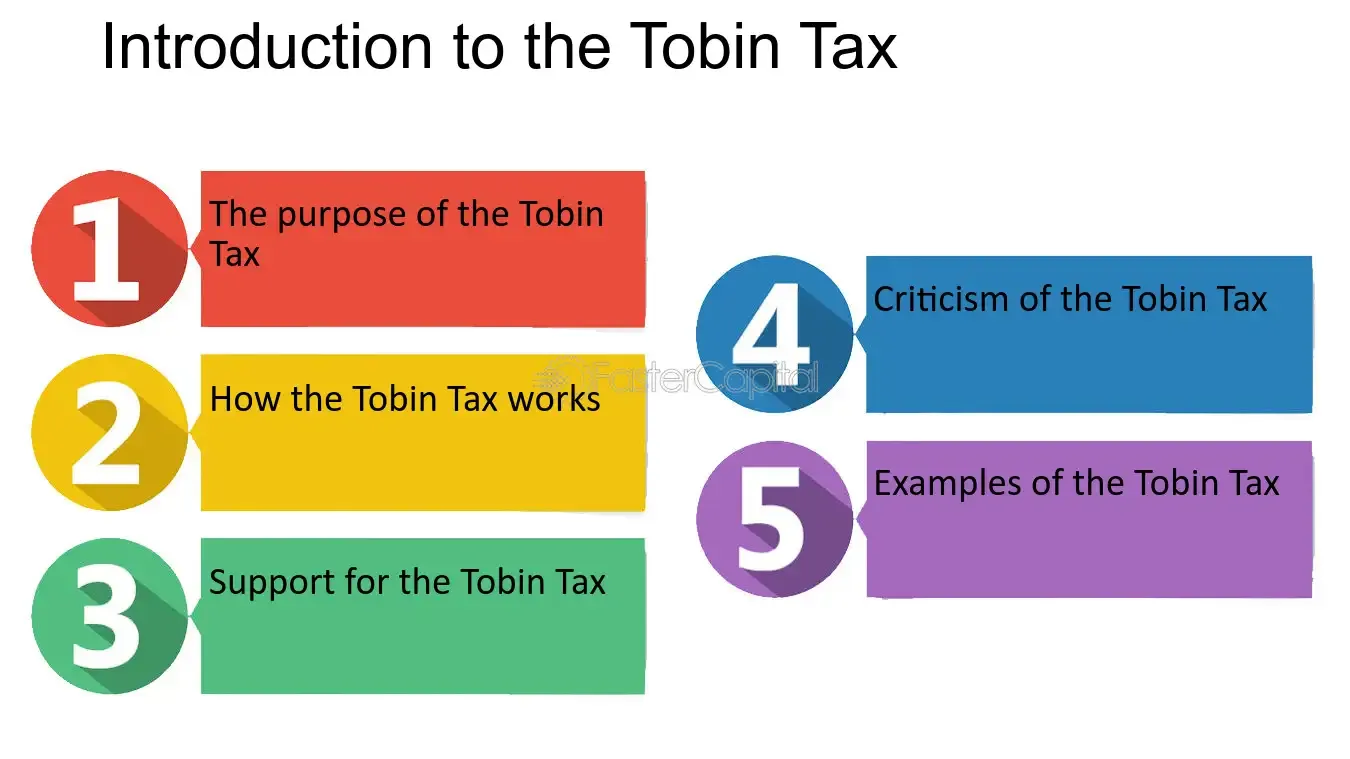 Introduction to the Tobin Tax
1
The purpose of the Tobin
Tax
2
How the Tobin Tax works
3
Support for the Tobin Tax
4
Criticism of the Tobin Tax
5
Examples of the Tobin Tax
FasterCapital